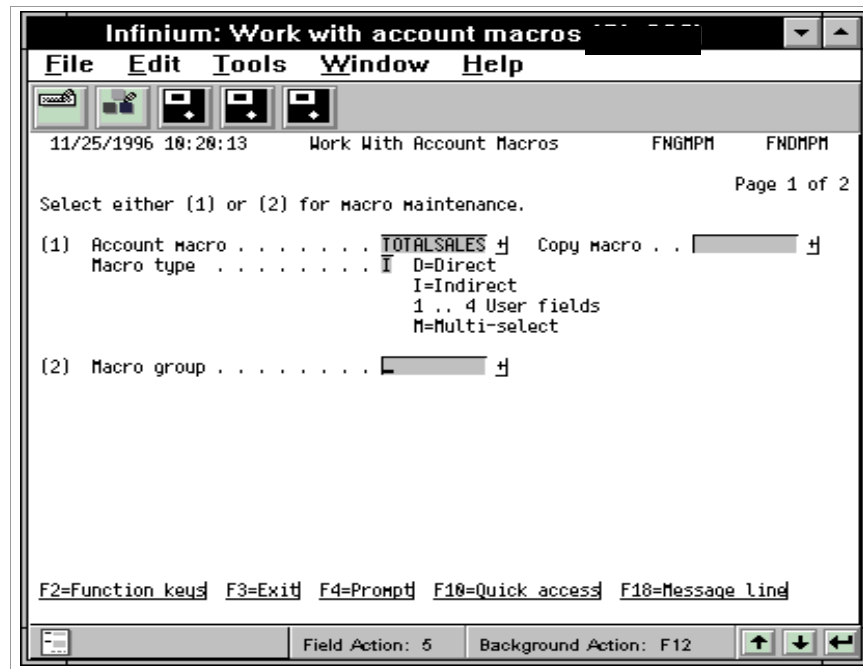 Infinium: Work with account macros
File Edit Tools Window Help
11/25/1996 10:20:13 Work With Account Macros FNGMPM FNDMPM
Page 1 of 2
Select either (1) or (2) for macro maintenance.
(1) Account macro . . . . . . . TOTALSALES + Copy macro . . +
Macro type . . . . . . . . I D=Direct
I=Indirect
1 .. 4 User fields
M=Multi-select
(2) Macro group . . . . . . . . +
F2=Function keys F3=Exit F4=Prompt F10=Quick access F18=Message line
Field Action: 5 Background Action: F12